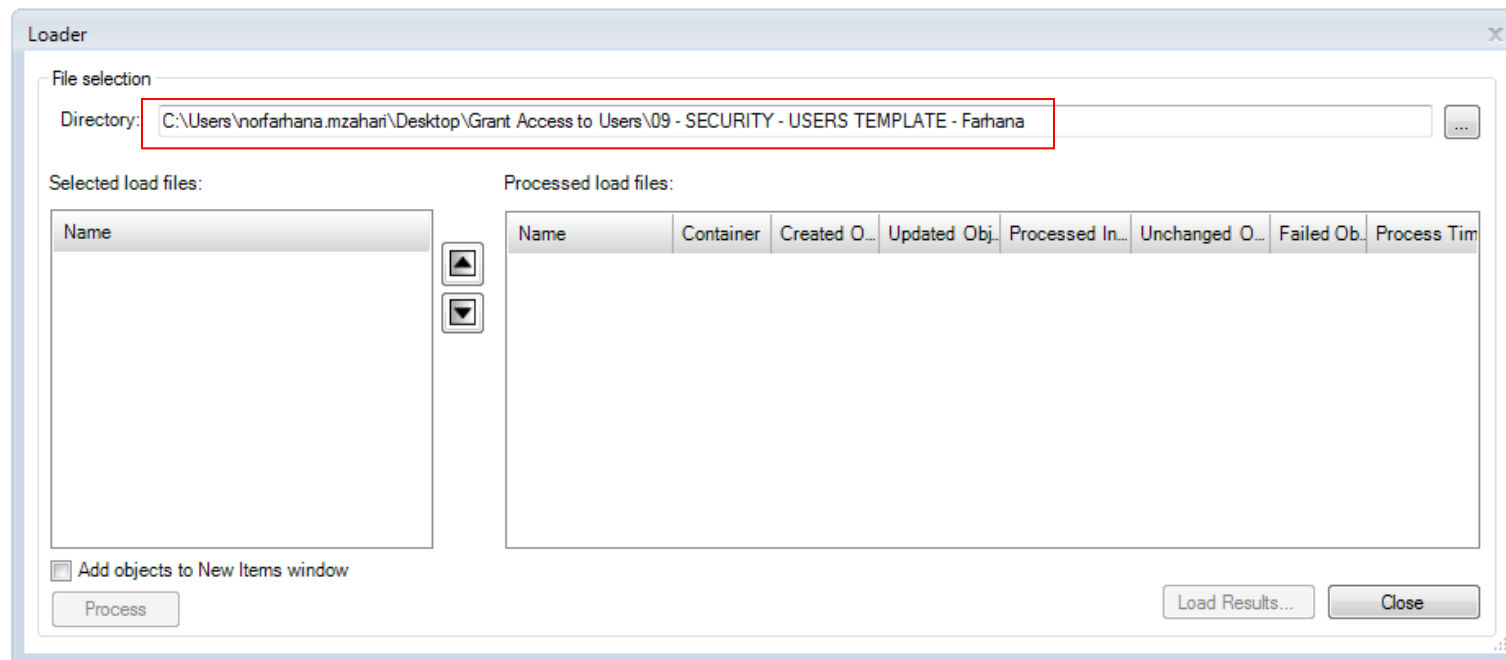 Loader
File selection
Directory: C:\Users\norfarhana.mzahari\Desktop\Grant Access to Users\09 - SECURITY - USERS TEMPLATE - Farhana ...
Selected load files: Processed load files:
Name Name Container Created O... Updated Obj... Processed In... Unchanged O... Failed Ob... Process Tim
Add objects to New Items window
Process Load Results... Close